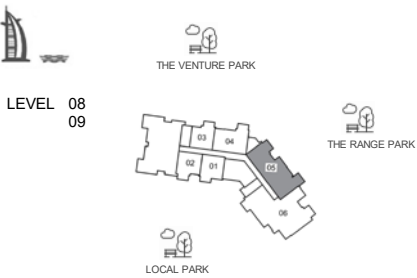 THE VENTURE PARK
LEVEL 08
09
THE RANGE PARK
03
04
05
02
01
06
LOCAL PARK